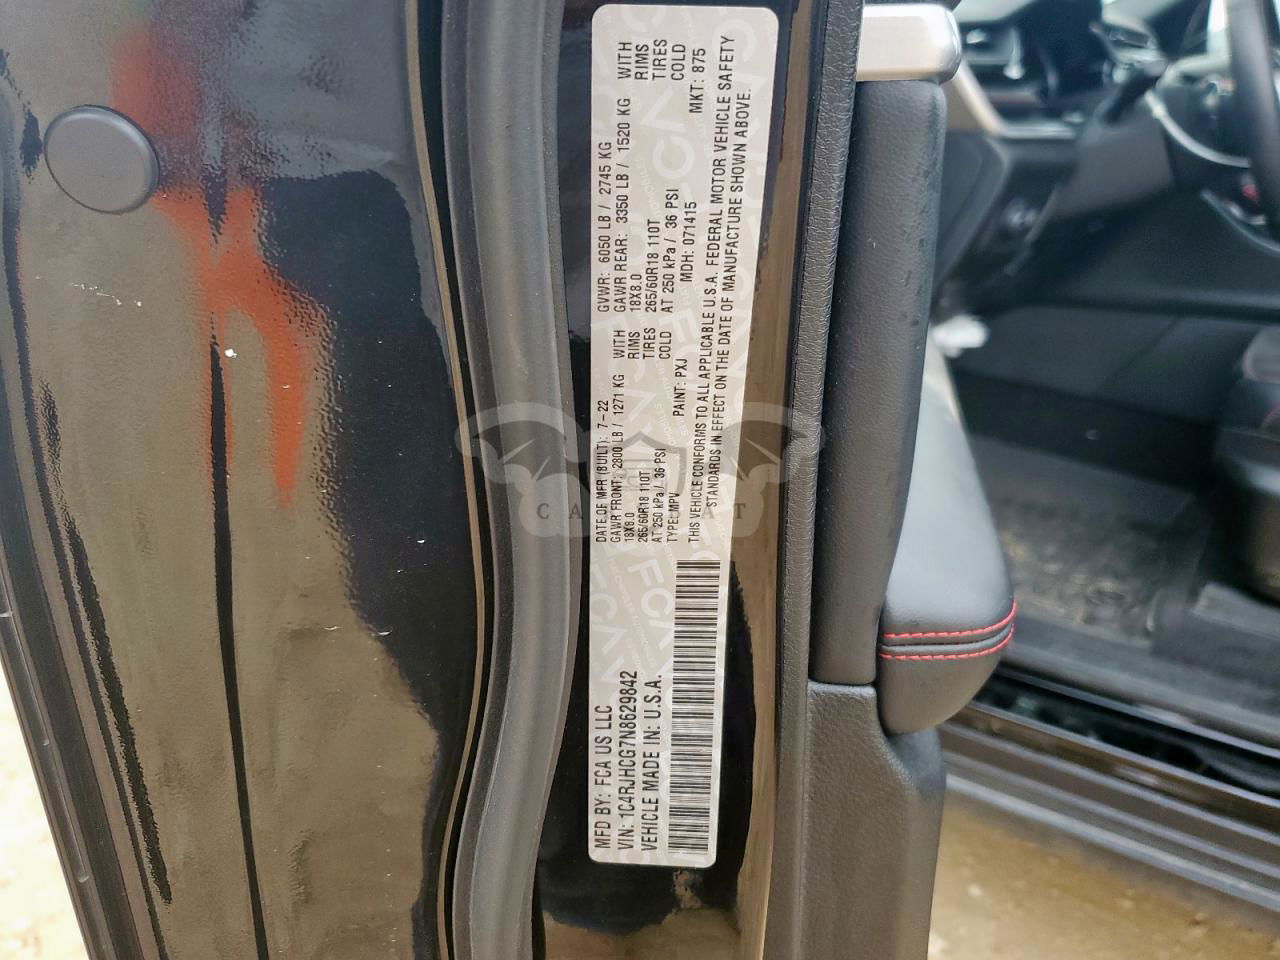 MFD BY: FCA US LLC
VIN: 1C4RJHCG7N8629842
VEHICLE MADE IN: U.S.A.
DATE OF MFR (BUILT): 7-22 GVWR: 6050 LB / 2745 KG
GAWR FRONT: 2800 LB / 1271 KG WITH GAWR REAR: 3350 LB / 1520 KG WITH
18X8.0 RIMS 18X8.0 RIMS
265/60R18 110T TIRES 265/60R18 110T TIRES
AT 250 kPa / 36 PSI COLD AT 250 kPa / 36 PSI COLD
TYPE: MPV PAINT: PXJ MDH: 071415 MKT: 875
THIS VEHICLE CONFORMS TO ALL APPLICABLE U.S.A. FEDERAL MOTOR VEHICLE SAFETY
STANDARDS IN EFFECT ON THE DATE OF MANUFACTURE SHOWN ABOVE.